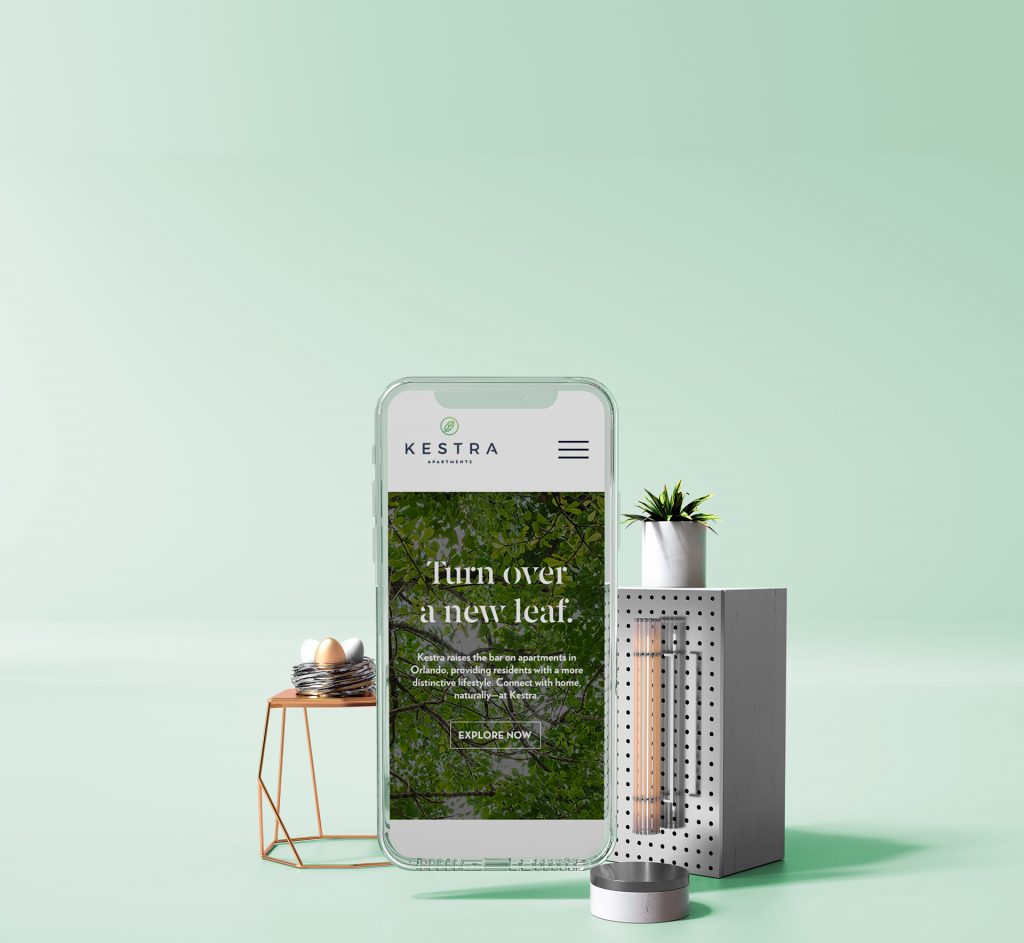 KESTRA
APARTMENTS
Turn over
a new leaf.
Kestra raises the bar on apartments in
Orlando, providing residents with a more
distinctive lifestyle. Connect with home,
naturally—at Kestra.
EXPLORE NOW